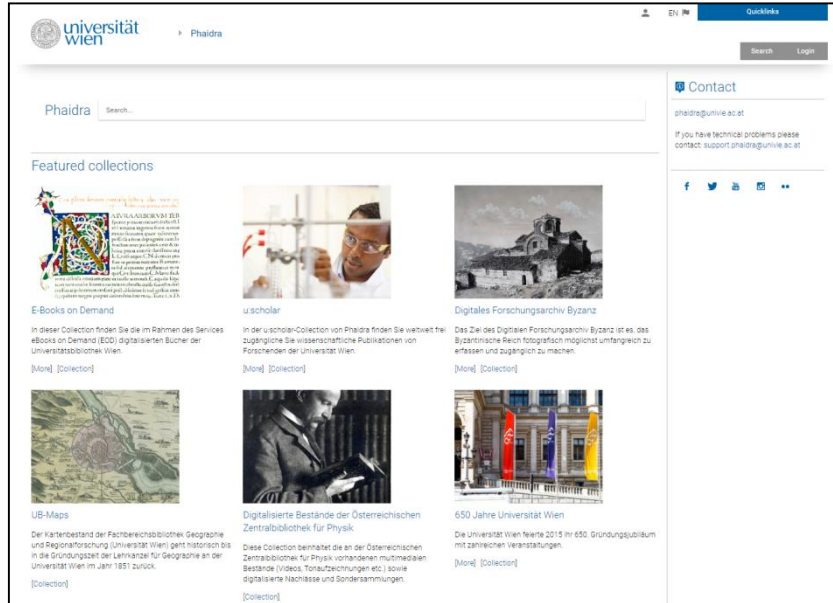 universität
wien
Phaidra
EN
Quicklinks
Search Login
Phaidra
Search...
Contact
phaidra@univie.ac.at
If you have technical problems please
contact: support.phaidra@univie.ac.at
Featured collections
E-Books on Demand
In dieser Collection finden Sie die im Rahmen des Services
eBooks on Demand (EOD) digitalisierten Bücher der
Universitätsbibliothek Wien.
[More] [Collection]
u:scholar
In der u:scholar-Collection von Phaidra finden Sie weltweit frei
zugängliche Sie wissenschaftliche Publikationen von
Forschenden der Universität Wien.
[More] [Collection]
Digitales Forschungsarchiv Byzanz
Das Ziel des Digitalen Forschungsarchiv Byzanz ist es, das
Byzantinische Reich fotografisch möglichst umfangreich zu
erfassen und zugänglich zu machen.
[More] [Collection]
UB-Maps
Der Kartenbestand der Fachbereichsbibliothek Geographie
und Regionalforschung (Universität Wien) geht historisch bis
in die Gründungszeit der Lehrkanzel für Geographie an der
Universität Wien im Jahr 1851 zurück.
[Collection]
Digitalisierte Bestände der Österreichischen
Zentralbibliothek für Physik
Diese Collection beinhaltet die an der Österreichischen
Zentralbibliothek für Physik vorhandenen multimedialen
Bestände (Videos, Tonaufzeichnungen etc.) sowie
digitalisierte Nachlässe und Sondersammlungen.
[Collection]
650 Jahre Universität Wien
Die Universität Wien feierte 2015 ihr 650. Gründungsjubiläum
mit zahlreichen Veranstaltungen.
[More] [Collection]